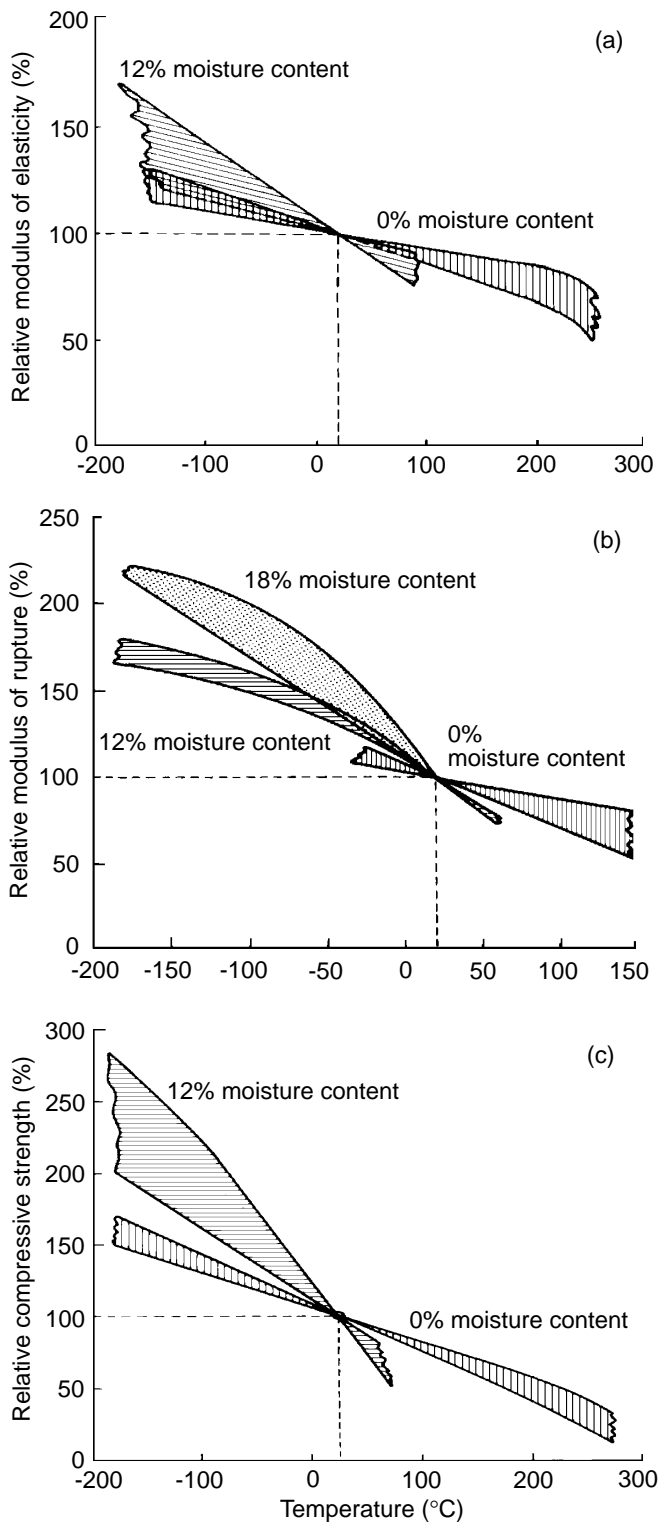 (a)
Relative modulus of elasticity (%)
200
150
100
50
0
12% moisture content
0% moisture content
-200 -100 0 100 200 300
(b)
Relative modulus of rupture (%)
250
200
150
100
50
0
18% moisture content
12% moisture content
0%
moisture content
-200 -150 -100 -50 0 50 100 150
(c)
Relative compressive strength (%)
300
250
200
150
100
50
0
12% moisture content
0% moisture content
-200 -100 0 100 200 300
Temperature (°C)